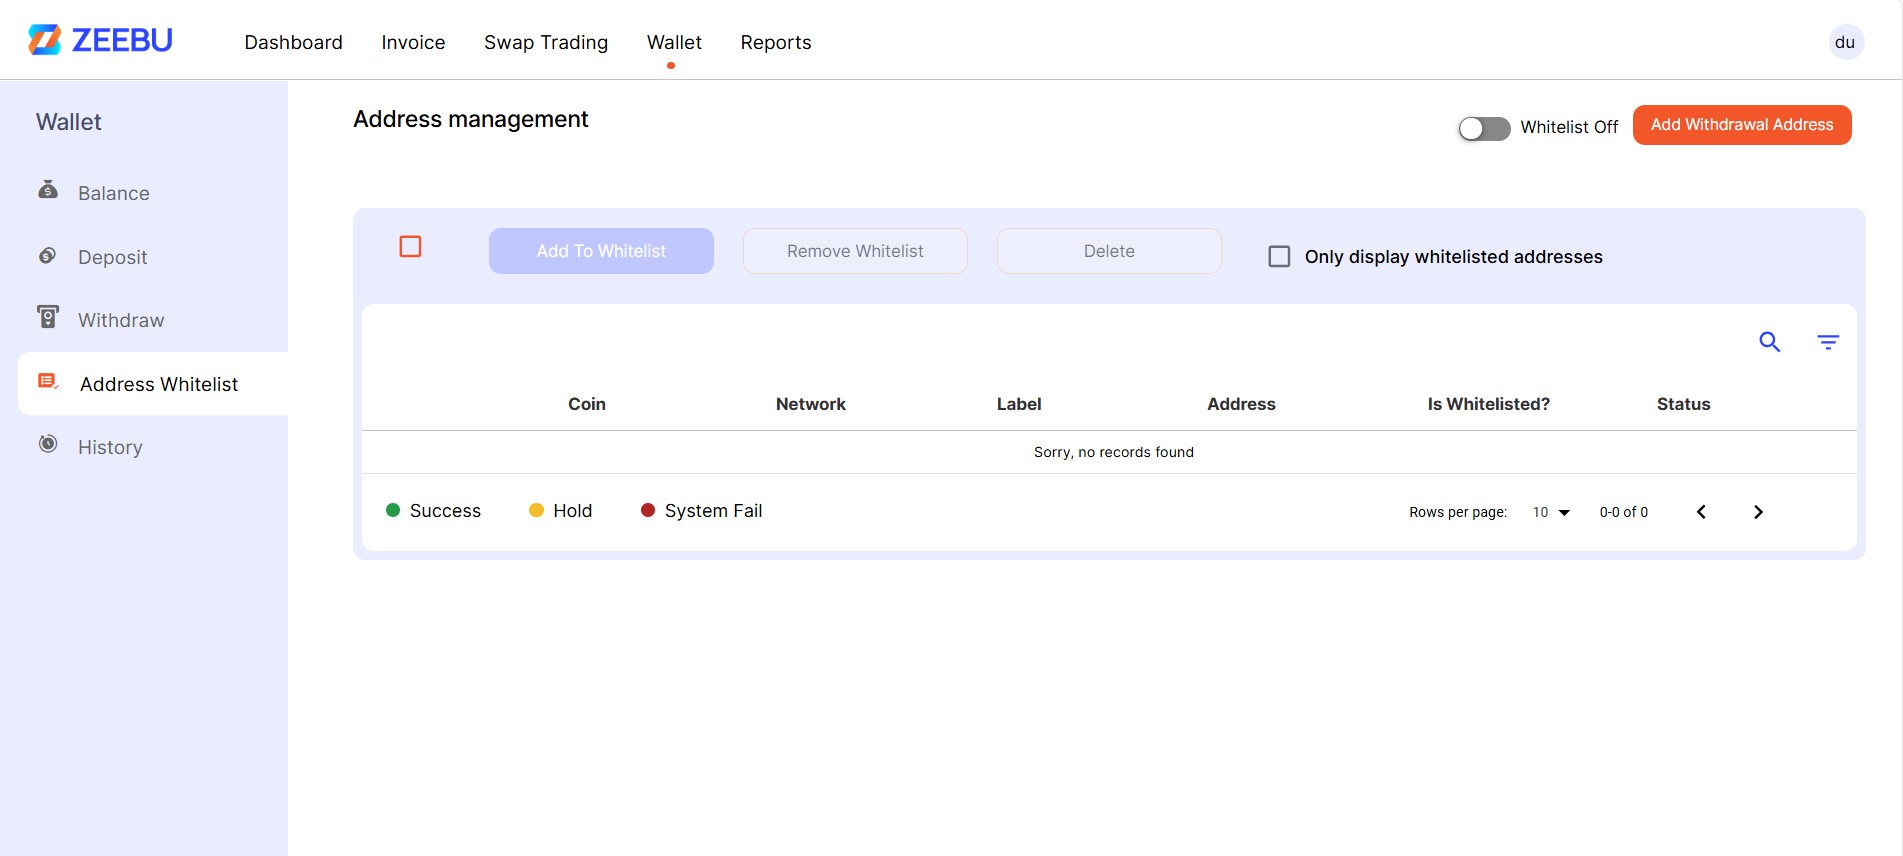 ZEEBU
Dashboard Invoice Swap Trading Wallet Reports
du
Wallet
Balance
Deposit
Withdraw
Address Whitelist
History
Address management
Whitelist Off
Add Withdrawal Address
Add To Whitelist
Remove Whitelist
Delete
Only display whitelisted addresses
Coin Network Label Address Is Whitelisted? Status
Sorry, no records found
Success Hold System Fail
Rows per page: 10 0-0 of 0